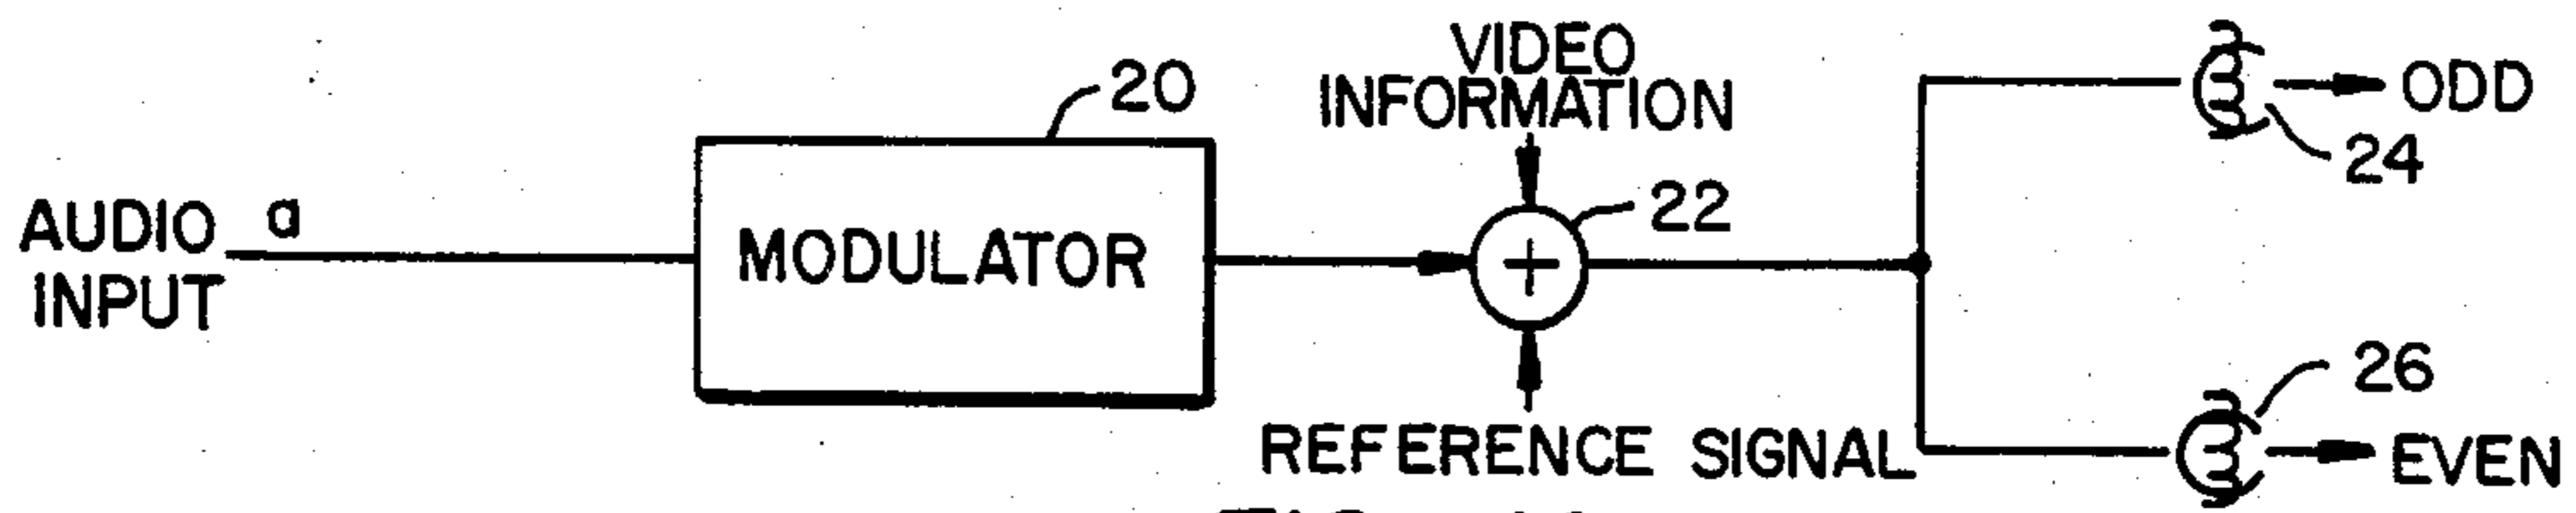 VIDEO
INFORMATION
20
ODD
24
22
AUDIO a
INPUT
MODULATOR
26
REFERENCE SIGNAL
EVEN